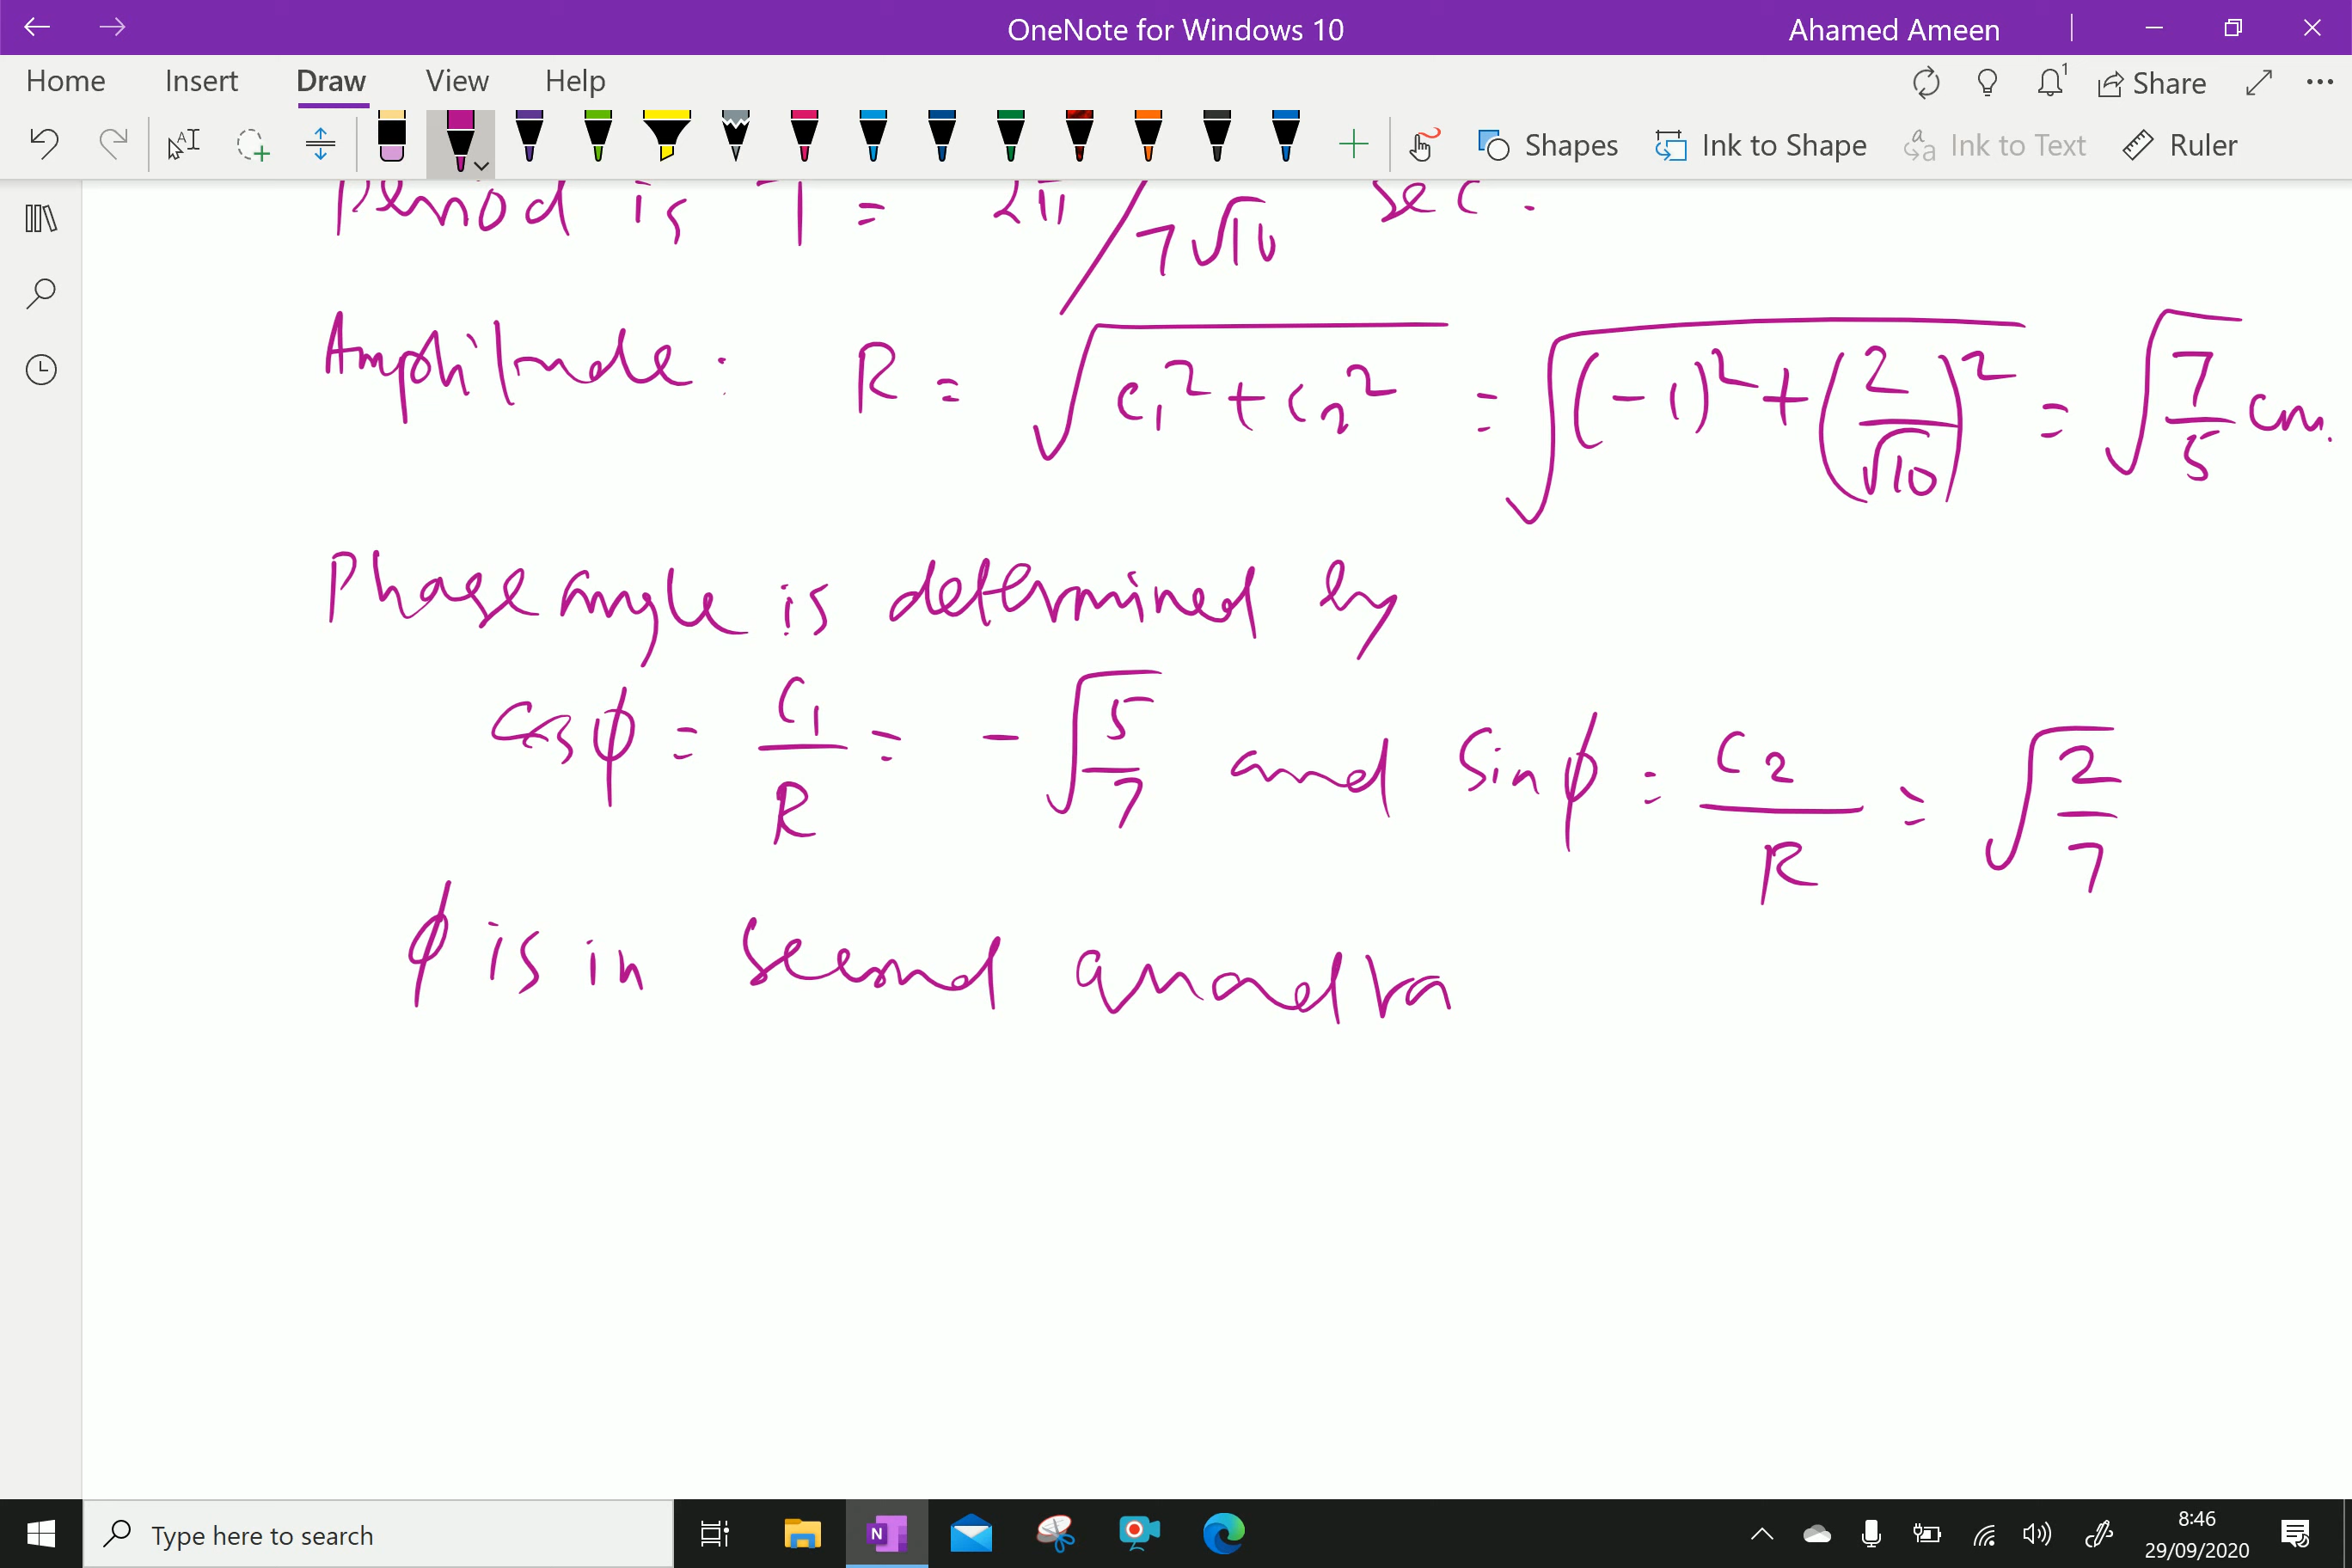 OneNote for Windows 10 Ahamed Ameen
Home Insert Draw View Help Share
Shapes Ink to Shape Ink to Text Ruler
Period is T = 2π/7√10 sec.
Amplitude: R = √(c₁² + c₂²) = √((-1)² + (2/√10)²) = √(7/5) cm.
Phase angle is determined by
cos ϕ = c₁/R = -√(5/7) and Sin ϕ = c₂/R = √(2/7)
ϕ is in second quadra
Type here to search
8:46
29/09/2020